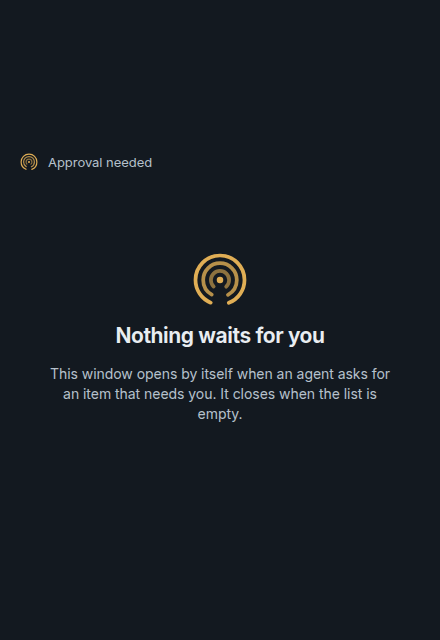 Approval needed
Nothing waits for you
This window opens by itself when an agent asks for
an item that needs you. It closes when the list is
empty.